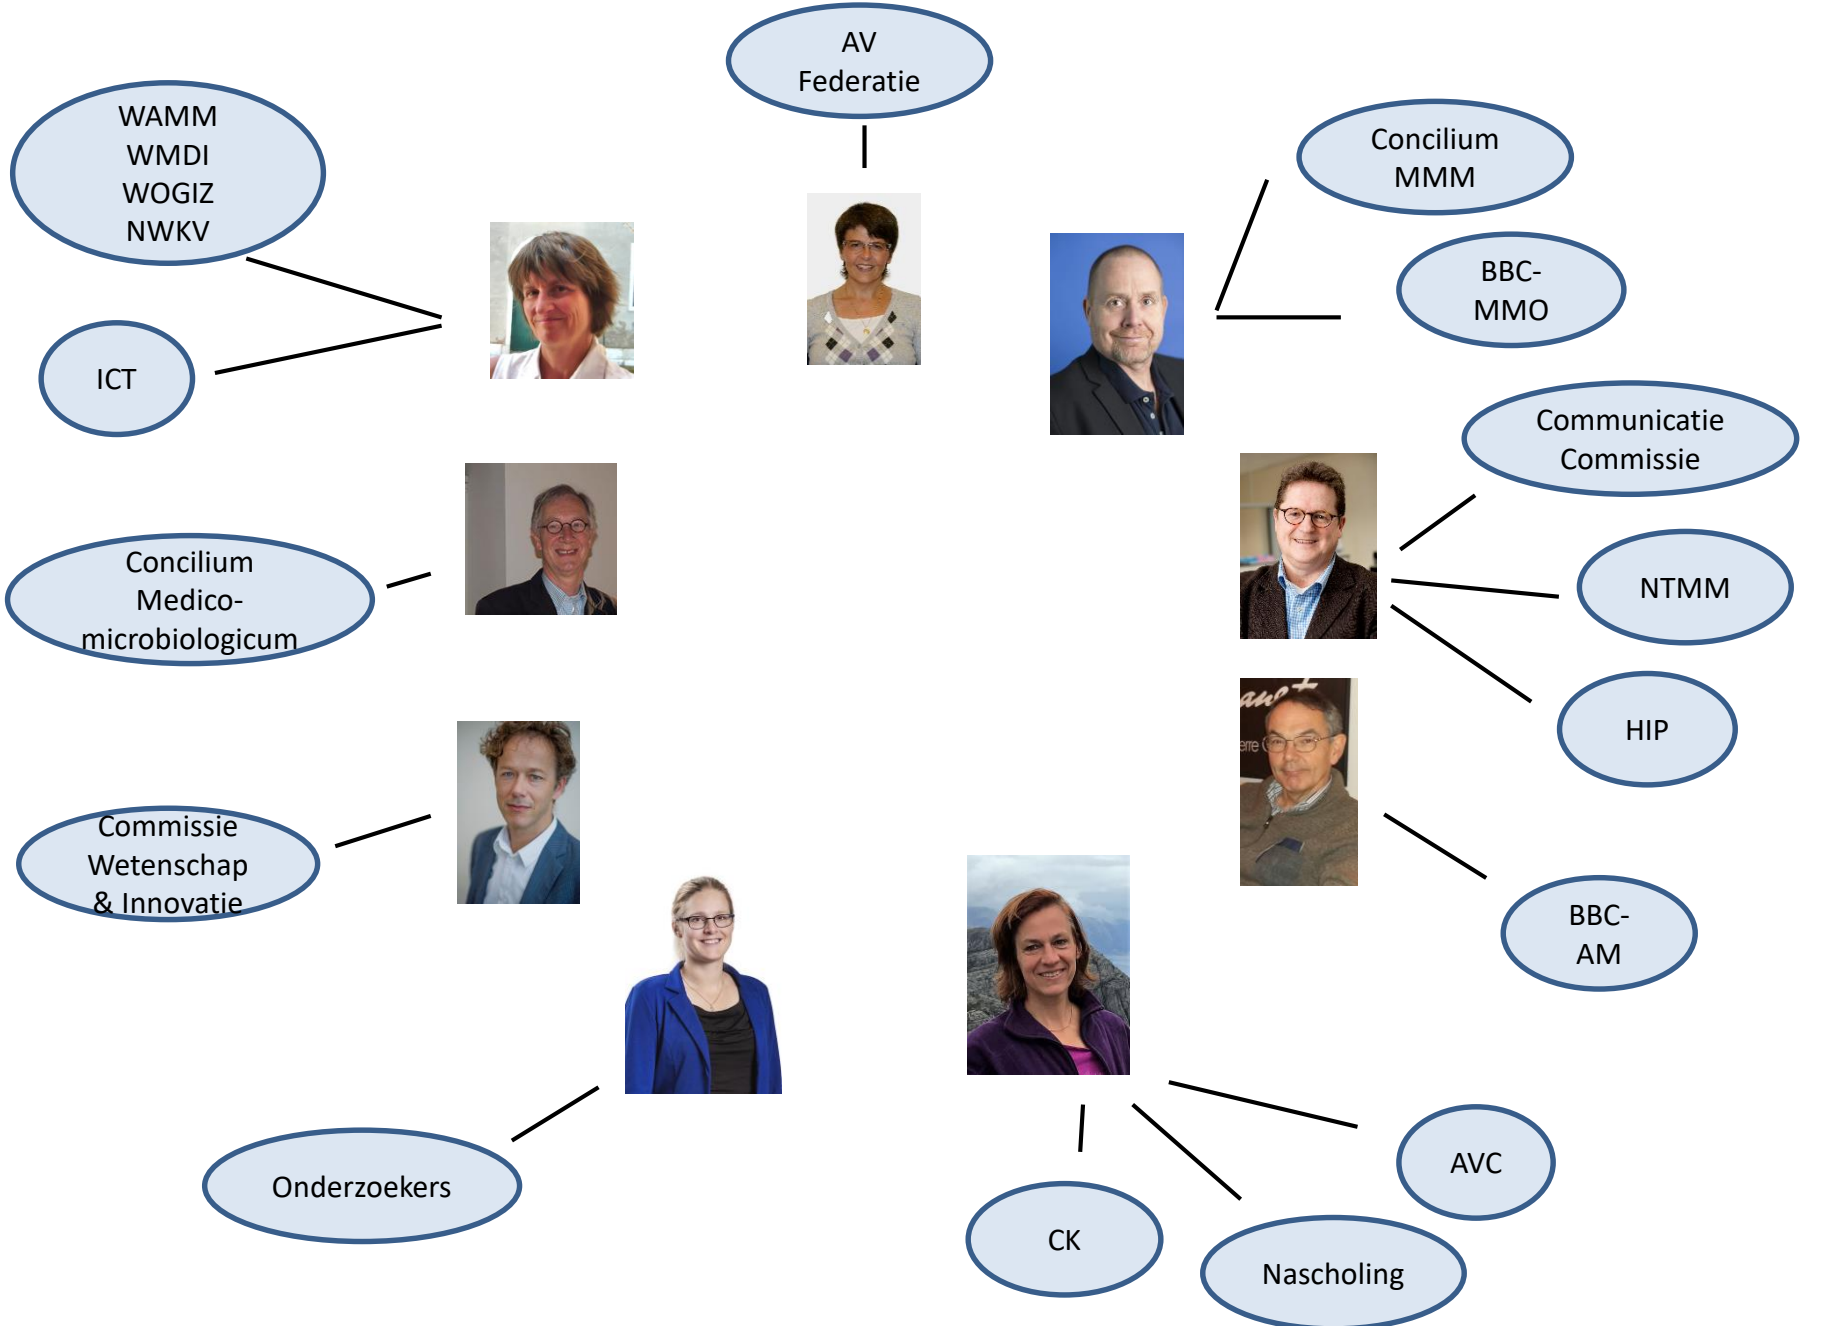 AV
Federatie
WAMM
WMDI
WOGIZ
NWKV
Concilium
MMM
BBC-
MMO
ICT
Communicatie
Commissie
Concilium
Medico-
microbiologicum
NTMM
HIP
Commissie
Wetenschap
& Innovatie
BBC-
AM
Onderzoekers
AVC
CK
Nascholing